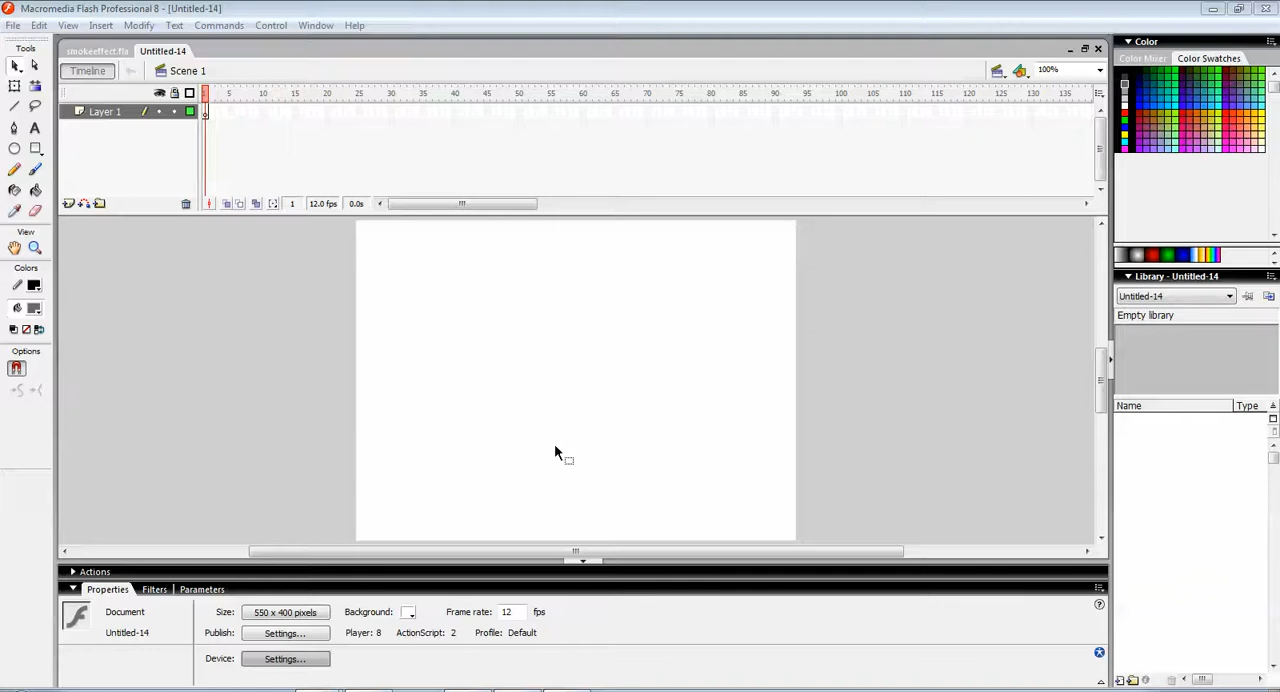 Macromedia Flash Professional 8 - [Untitled-14]
File Edit View Insert Modify Text Commands Control Window Help
Tools
smokeeffect.fla Untitled-14
Timeline Scene 1 100%
5 10 15 20 25 30 35 40 45 50 55 60 65 70 75 80 85 90 95 100 105 110 115 120 125 130 135
Layer 1
1 12.0 fps 0.0s
View
Colors
Options
Color
Color Mixer Color Swatches
Library - Untitled-14
Untitled-14
Empty library
Name Type
Actions
Properties Filters Parameters
Document Size: 550 x 400 pixels Background: Frame rate: 12 fps
Untitled-14 Publish: Settings... Player: 8 ActionScript: 2 Profile: Default
Device: Settings...